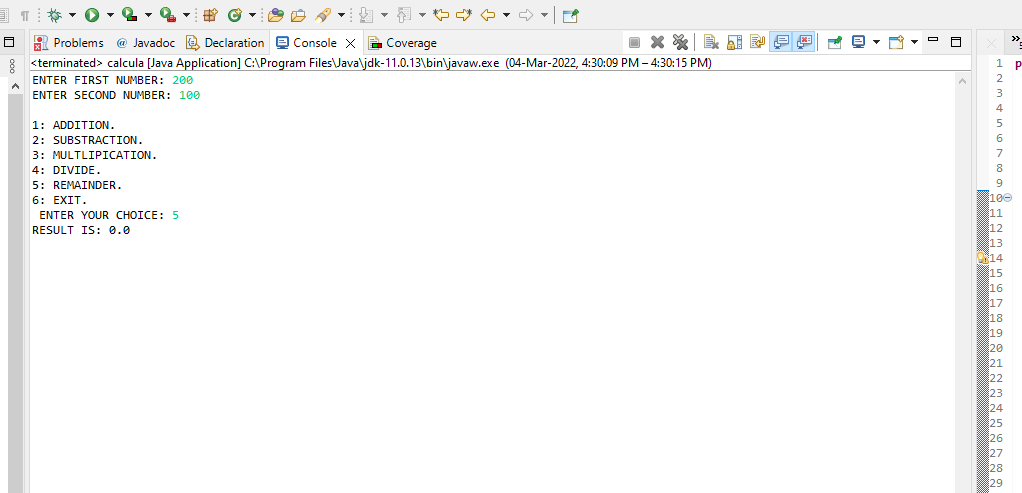 Problems @ Javadoc Declaration Console Coverage
<terminated> calcula [Java Application] C:\Program Files\Java\jdk-11.0.13\bin\javaw.exe (04-Mar-2022, 4:30:09 PM – 4:30:15 PM)
ENTER FIRST NUMBER: 200
ENTER SECOND NUMBER: 100
1: ADDITION.
2: SUBSTRACTION.
3: MULTLIPICATION.
4: DIVIDE.
5: REMAINDER.
6: EXIT.
ENTER YOUR CHOICE: 5
RESULT IS: 0.0
1 p
2
3
4
5
6
7
8
9
10
11
12
13
14
15
16
17
18
19
20
21
22
23
24
25
26
27
28
29